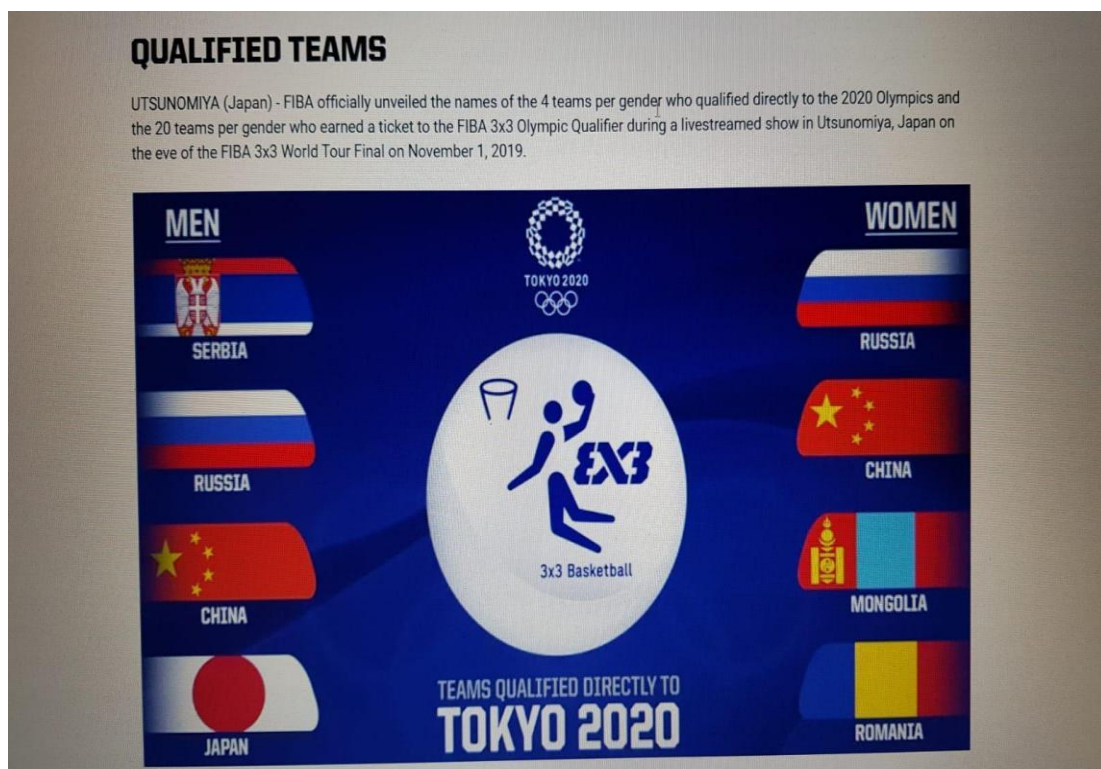 QUALIFIED TEAMS
UTSUNOMIYA (Japan) - FIBA officially unveiled the names of the 4 teams per gender who qualified directly to the 2020 Olympics and
the 20 teams per gender who earned a ticket to the FIBA 3x3 Olympic Qualifier during a livestreamed show in Utsunomiya, Japan on
the eve of the FIBA 3x3 World Tour Final on November 1, 2019.
MEN
WOMEN
TOKYO 2020
SERBIA
RUSSIA
RUSSIA
CHINA
3X3
3x3 Basketball
CHINA
MONGOLIA
TEAMS QUALIFIED DIRECTLY TO
TOKYO 2020
JAPAN
ROMANIA